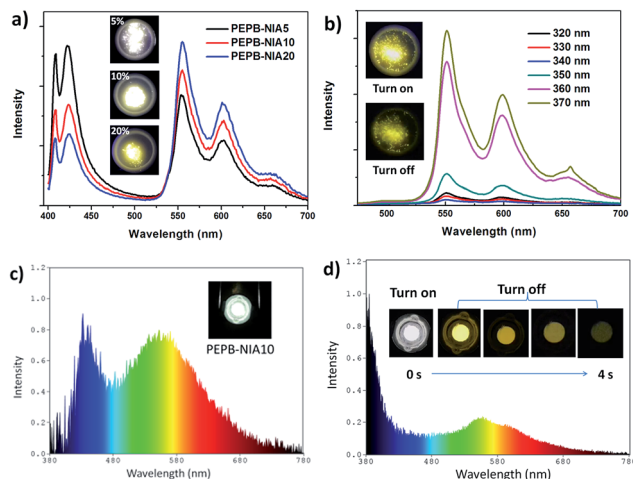 a)
5%
10%
20%
PEPB-NIA5
PEPB-NIA10
PEPB-NIA20
Intensity
400 450 500 550 600 650 700
Wavelength (nm)
b)
Turn on
Turn off
320 nm
330 nm
340 nm
350 nm
360 nm
370 nm
Intensity
500 550 600 650 700
Wavelength (nm)
c)
1.2
1.0
0.8
0.6
0.4
0.2
0.0
Intensity
PEPB-NIA10
380 480 580 680 780
Wavelength (nm)
d)
1.2
1.0
0.8
0.6
0.4
0.2
0.0
Intensity
Turn on Turn off
0 s 4 s
380 480 580 680 780
Wavelength (nm)